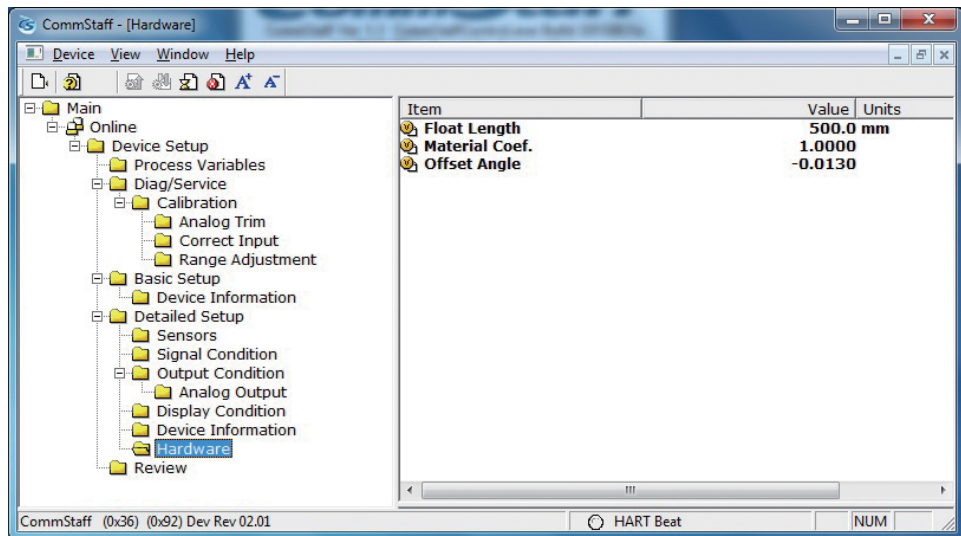 CommStaff - [Hardware]
Device View Window Help
Main
Online
Device Setup
Process Variables
Diag/Service
Calibration
Analog Trim
Correct Input
Range Adjustment
Basic Setup
Device Information
Detailed Setup
Sensors
Signal Condition
Output Condition
Analog Output
Display Condition
Device Information
Hardware
Review
Item Value Units
Float Length 500.0 mm
Material Coef. 1.0000
Offset Angle -0.0130
CommStaff (0x36) (0x92) Dev Rev 02.01 HART Beat NUM